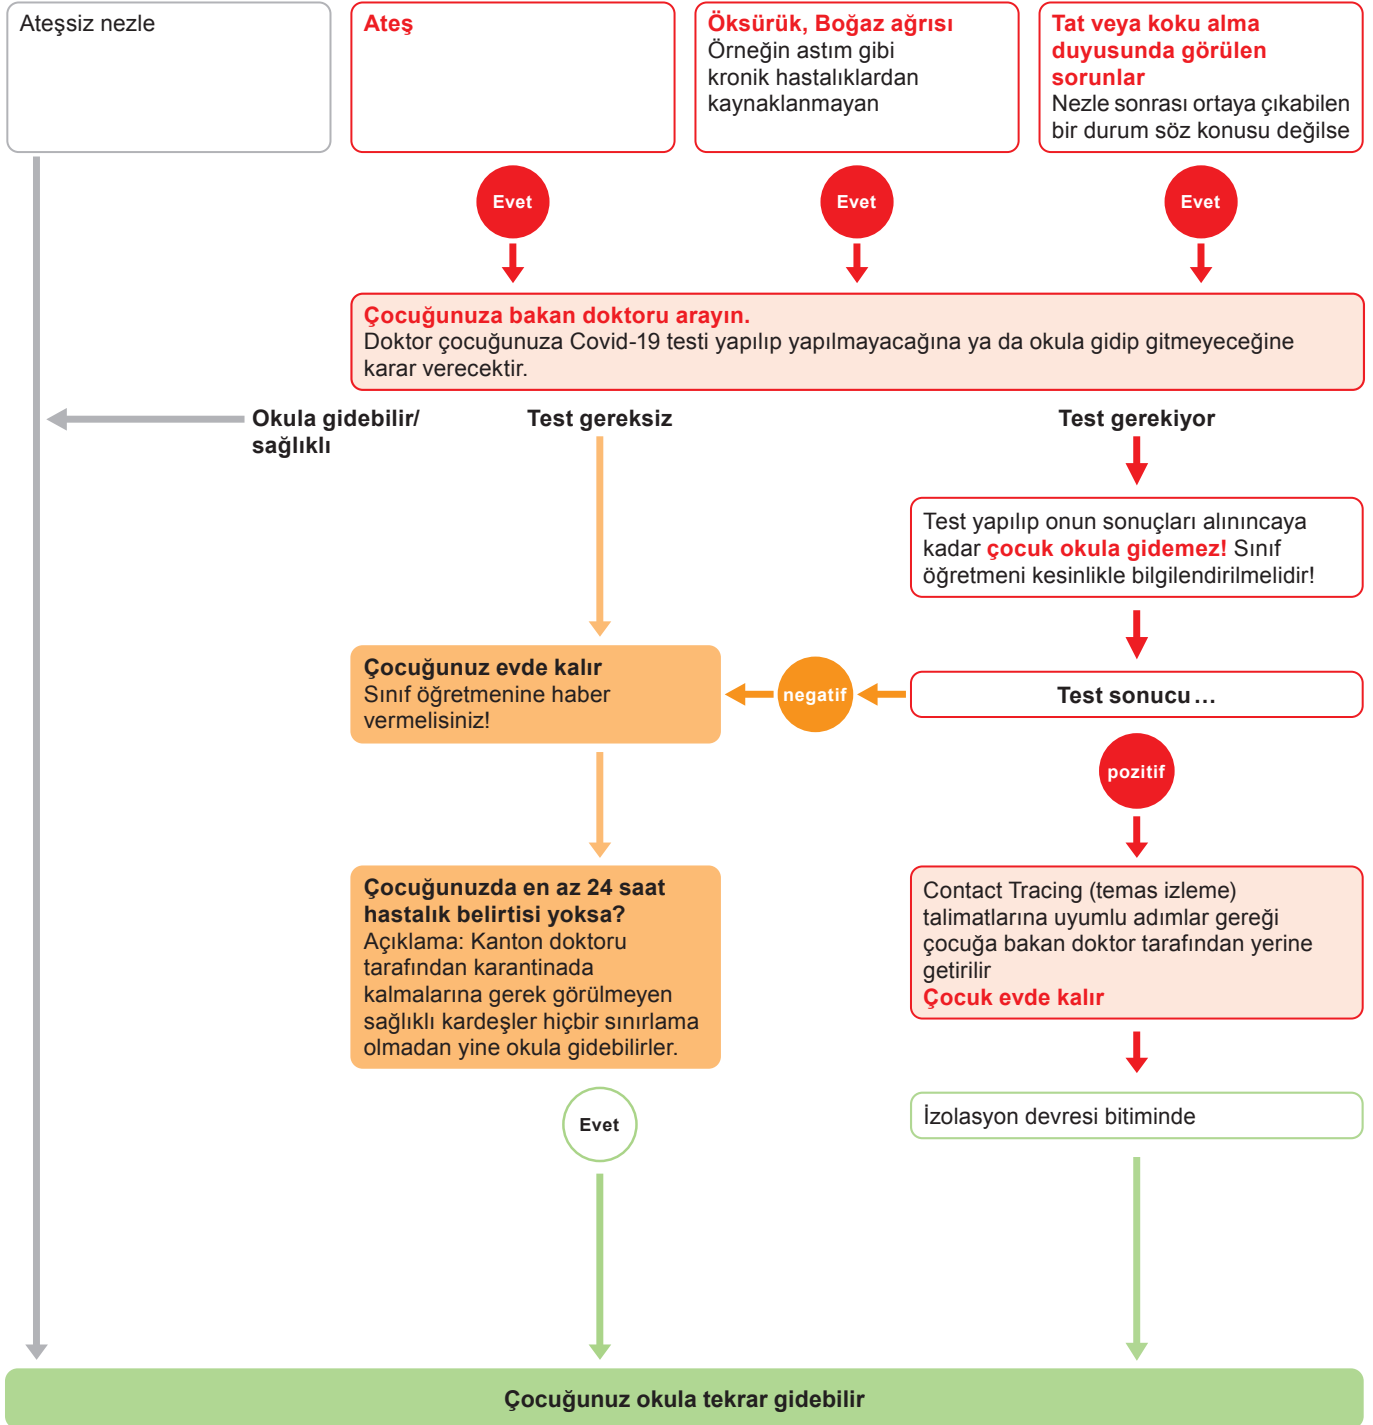 Ateşsiz nezle
Ateş
Öksürük, Boğaz ağrısı
Örneğin astım gibi
kronik hastalıklardan
kaynaklanmayan
Tat veya koku alma
duyusunda görülen
sorunlar
Nezle sonrası ortaya çıkabilen
bir durum söz konusu değilse
Evet
Evet
Evet
Çocuğunuza bakan doktoru arayın.
Doktor çocuğunuza Covid-19 testi yapılıp yapılmayacağına ya da okula gidip gitmeyeceğine
karar verecektir.
Okula gidebilir/
sağlıklı
Test gereksiz
Test gerekiyor
Test yapılıp onun sonuçları alınıncaya
kadar çocuk okula gidemez! Sınıf
öğretmeni kesinlikle bilgilendirilmelidir!
Çocuğunuz evde kalır
Sınıf öğretmenine haber
vermelisiniz!
negatif
Test sonucu...
pozitif
Çocuğunuzda en az 24 saat
hastalık belirtisi yoksa?
Açıklama: Kanton doktoru
tarafından karantinada
kalmalarına gerek görülmeyen
sağlıklı kardeşler hiçbir sınırlama
olmadan yine okula gidebilirler.
Contact Tracing (temas izleme)
talimatlarına uyumlu adımlar gereği
çocuğa bakan doktor tarafından yerine
getirilir
Çocuk evde kalır
Evet
İzolasyon devresi bitiminde
Çocuğunuz okula tekrar gidebilir